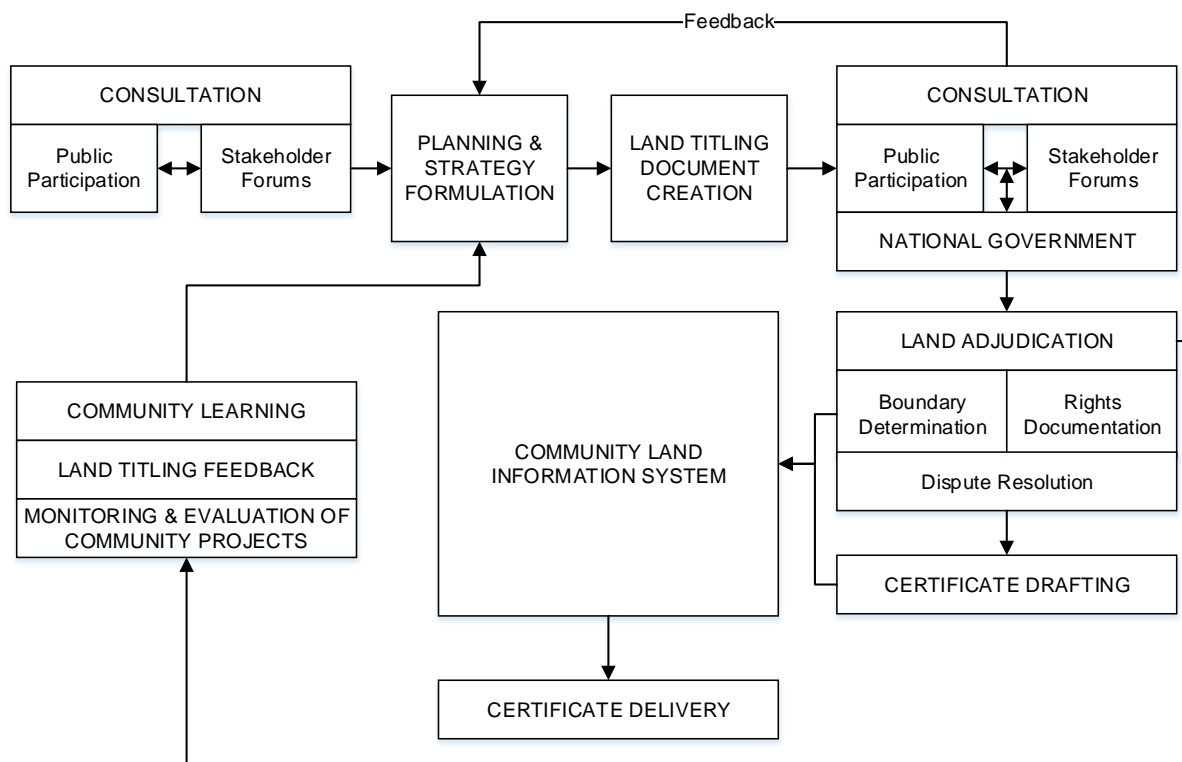 Feedback
CONSULTATION
Public
Participation
Stakeholder
Forums
PLANNING &
STRATEGY
FORMULATION
LAND TITLING
DOCUMENT
CREATION
CONSULTATION
Public
Participation
Stakeholder
Forums
NATIONAL GOVERNMENT
LAND ADJUDICATION
Boundary
Determination
Rights
Documentation
Dispute Resolution
COMMUNITY LAND
INFORMATION SYSTEM
COMMUNITY LEARNING
LAND TITLING FEEDBACK
MONITORING & EVALUATION OF
COMMUNITY PROJECTS
CERTIFICATE DRAFTING
CERTIFICATE DELIVERY